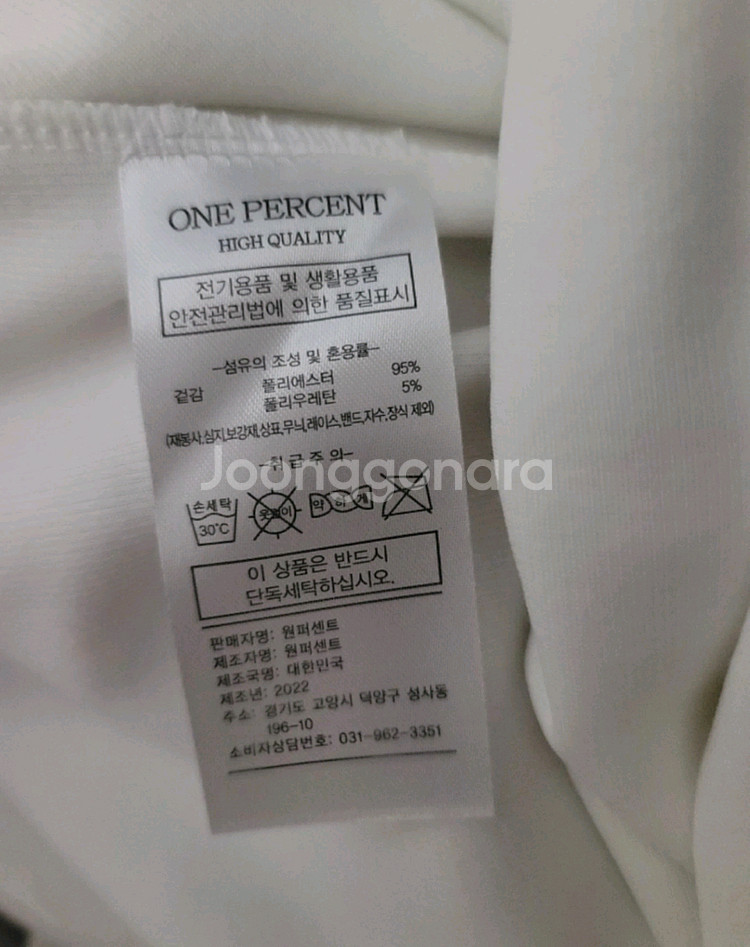 ONE PERCENT
HIGH QUALITY
전기용품 및 생활용품
안전관리법에 의한 품질표시
-섬유의 조성 및 혼용률-
겉감 폴리에스터 95%
폴리우레탄 5%
(재봉사,심지,보강재,상표,무늬,레이스,밴드,자수,장식 제외)
-취 급 주 의-
Joonggonara
손세탁 옷걸이 약 하 게
30°C
이 상품은 반드시
단독세탁하십시오.
판매자명: 원퍼센트
제조자명: 원퍼센트
제조국명: 대한민국
제조년: 2022
주소: 경기도 고양시 덕양구 성사동
196-10
소비자상담번호: 031-962-3351